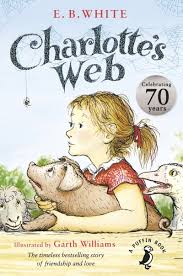 E. B. WHITE
Charlotte's
Web
Celebrating
70
years
Illustrated by Garth Williams
The timeless bestselling story
of friendship and love
A PUFFIN BOOK